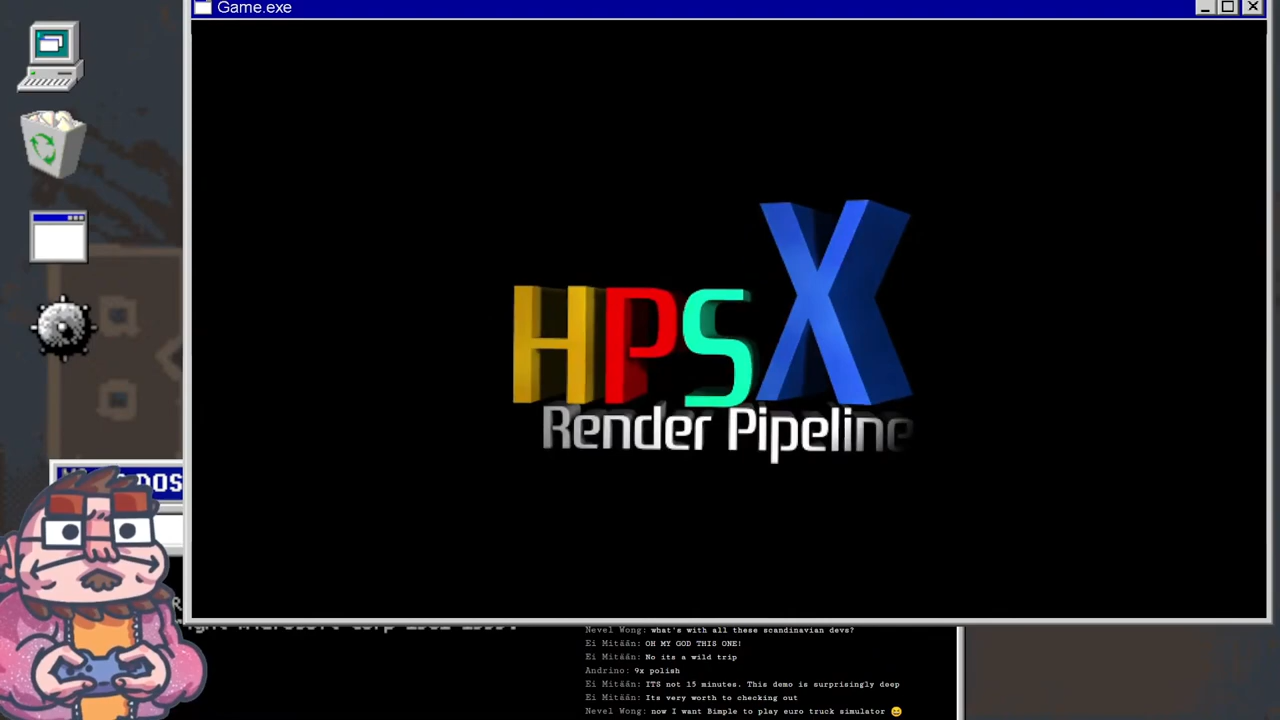 Game.exe
HPSX
Render Pipeline
DOS
Nevel Wong: what's with all these scandinavian devs?
Ei Mitään: OH MY GOD THIS ONE!
Ei Mitään: No its a wild trip
Andrino: 9x polish
Ei Mitään: ITS not 15 minutes. This demo is surprisingly deep
Ei Mitään: Its very worth to checking out
Nevel Wong: now I want Bimple to play euro truck simulator 😄